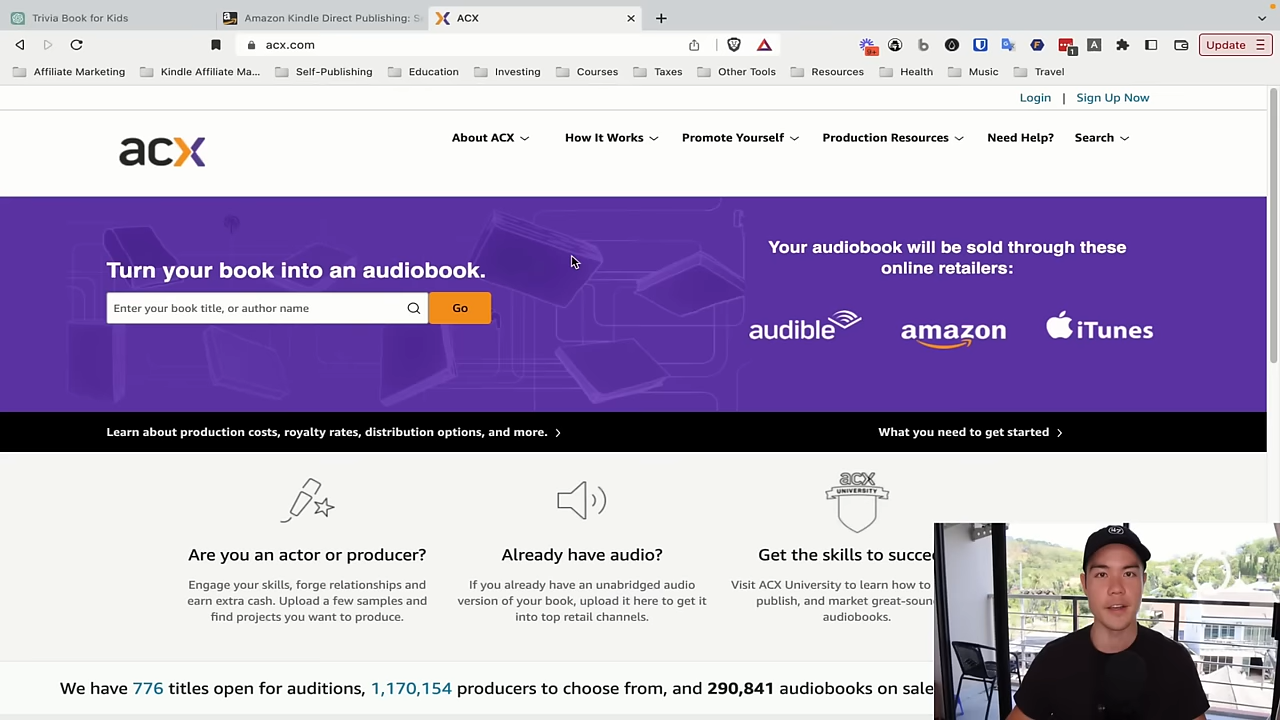 Trivia Book for Kids
Amazon Kindle Direct Publishing: S
ACX
acx.com
9+
1
A
Update
Affiliate Marketing
Kindle Affiliate Ma...
Self-Publishing
Education
Investing
Courses
Taxes
Other Tools
Resources
Health
Music
Travel
Login | Sign Up Now
acx
About ACX
How It Works
Promote Yourself
Production Resources
Need Help?
Search
Turn your book into an audiobook.
Enter your book title, or author name
Go
Your audiobook will be sold through these
online retailers:
audible
amazon
iTunes
Learn about production costs, royalty rates, distribution options, and more.
What you need to get started
acx
UNIVERSITY
Are you an actor or producer?
Engage your skills, forge relationships and
earn extra cash. Upload a few samples and
find projects you want to produce.
Already have audio?
If you already have an unabridged audio
version of your book, upload it here to get it
into top retail channels.
Get the skills to succe
Visit ACX University to learn how to
publish, and market great-soun
audiobooks.
We have 776 titles open for auditions, 1,170,154 producers to choose from, and 290,841 audiobooks on sale